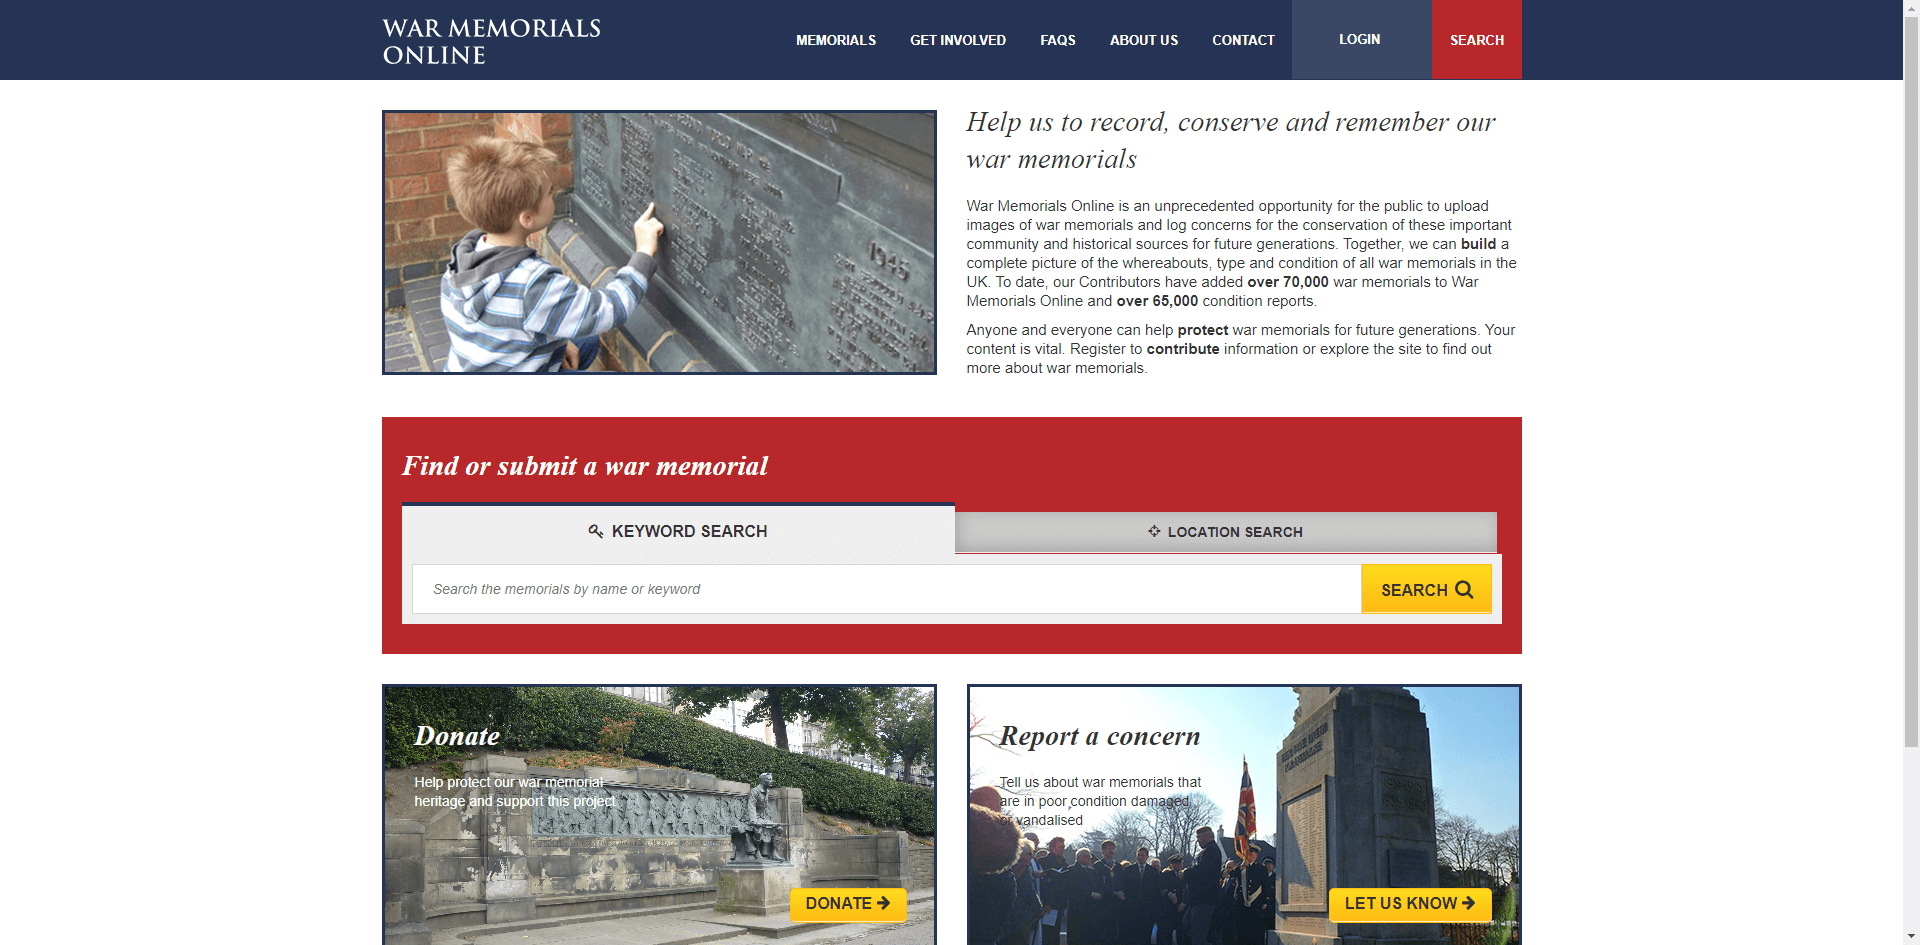 WAR MEMORIALS
ONLINE
MEMORIALS
GET INVOLVED
FAQS
ABOUT US
CONTACT
LOGIN
SEARCH
1945
Help us to record, conserve and remember our
war memorials
War Memorials Online is an unprecedented opportunity for the public to upload
images of war memorials and log concerns for the conservation of these important
community and historical sources for future generations. Together, we can build a
complete picture of the whereabouts, type and condition of all war memorials in the
UK. To date, our Contributors have added over 70,000 war memorials to War
Memorials Online and over 65,000 condition reports.
Anyone and everyone can help protect war memorials for future generations. Your
content is vital. Register to contribute information or explore the site to find out
more about war memorials.
Find or submit a war memorial
KEYWORD SEARCH
LOCATION SEARCH
Search the memorials by name or keyword
SEARCH
Donate
Help protect our war memorial
heritage and support this project
DONATE
Report a concern
Tell us about war memorials that
are in poor condition damaged
or vandalised
LET US KNOW